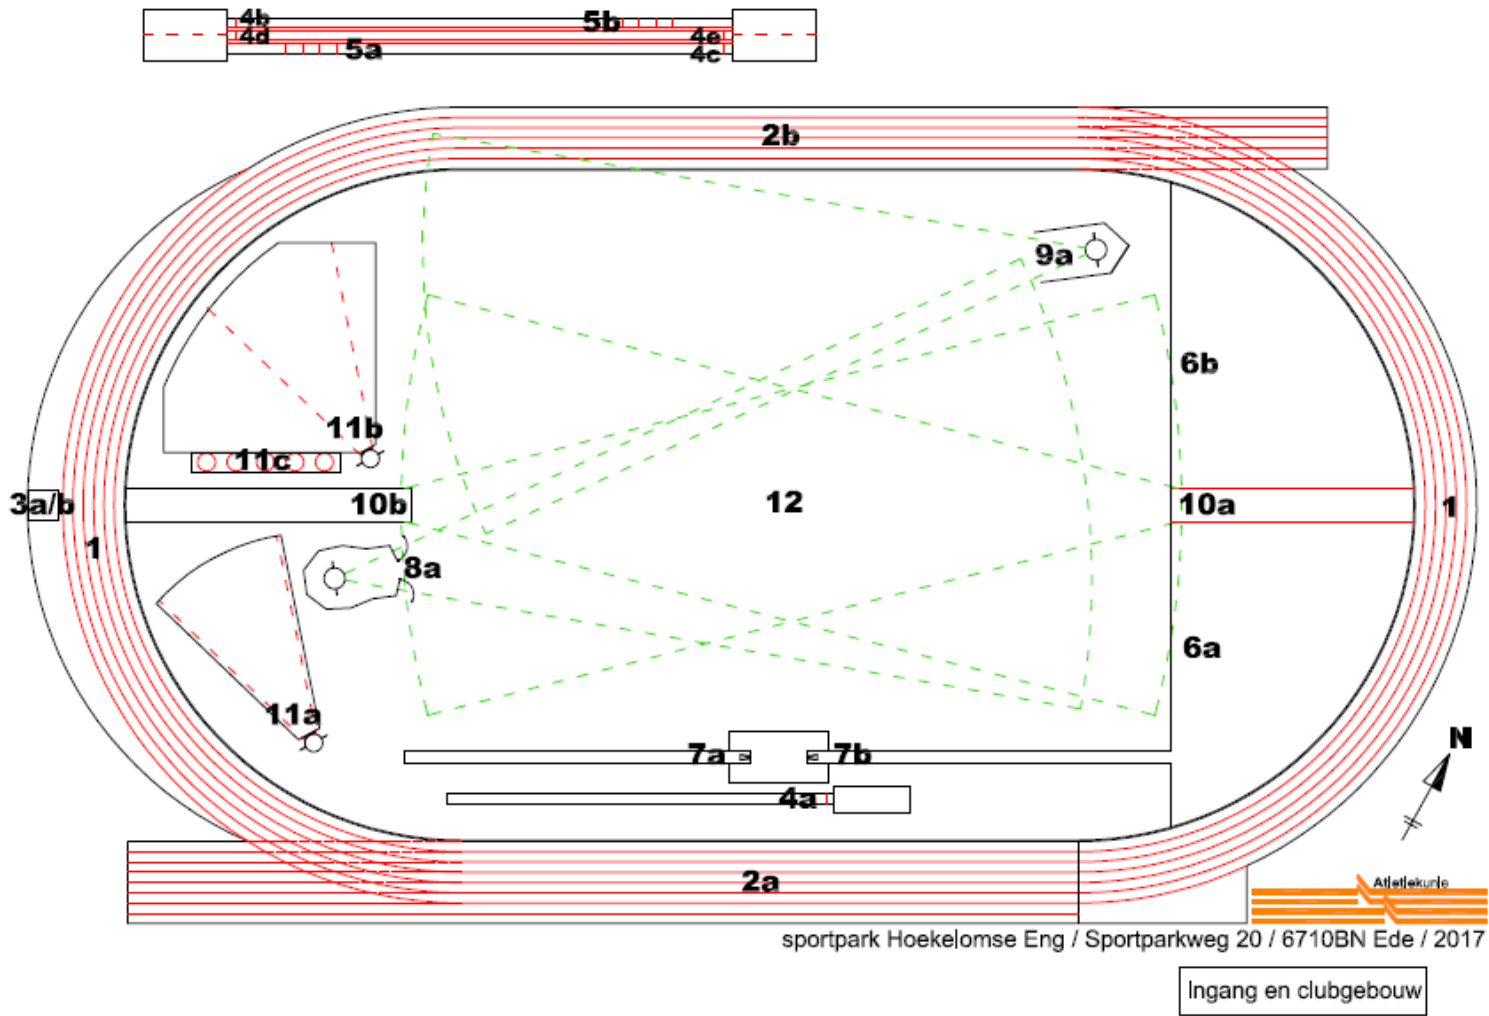 4b
5b
4d
4e
5a
4c
2b
9a
6b
11b
11c
3a/b
10b
12
10a
1
1
8a
6a
11a
N
7a
7b
4a
2a
Atletiekunie
sportpark Hoekelomse Eng / Sportparkweg 20 / 6710BN Ede / 2017
Ingang en clubgebouw